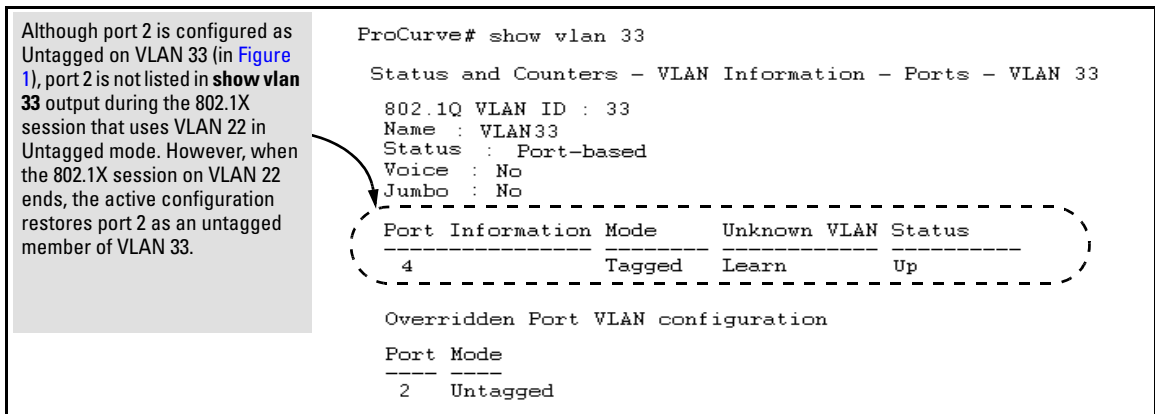 Although port 2 is configured as
Untagged on VLAN 33 (in Figure
1), port 2 is not listed in show vlan
33 output during the 802.1X
session that uses VLAN 22 in
Untagged mode. However, when
the 802.1X session on VLAN 22
ends, the active configuration
restores port 2 as an untagged
member of VLAN 33.
ProCurve# show vlan 33
Status and Counters – VLAN Information – Ports – VLAN 33
802.1Q VLAN ID : 33
Name : VLAN33
Status : Port-based
Voice : No
Jumbo : No
Port Information Mode Unknown VLAN Status
---------------- -------- ------------ ----------
4 Tagged Learn Up
Overridden Port VLAN configuration
Port Mode
---- ----
2 Untagged